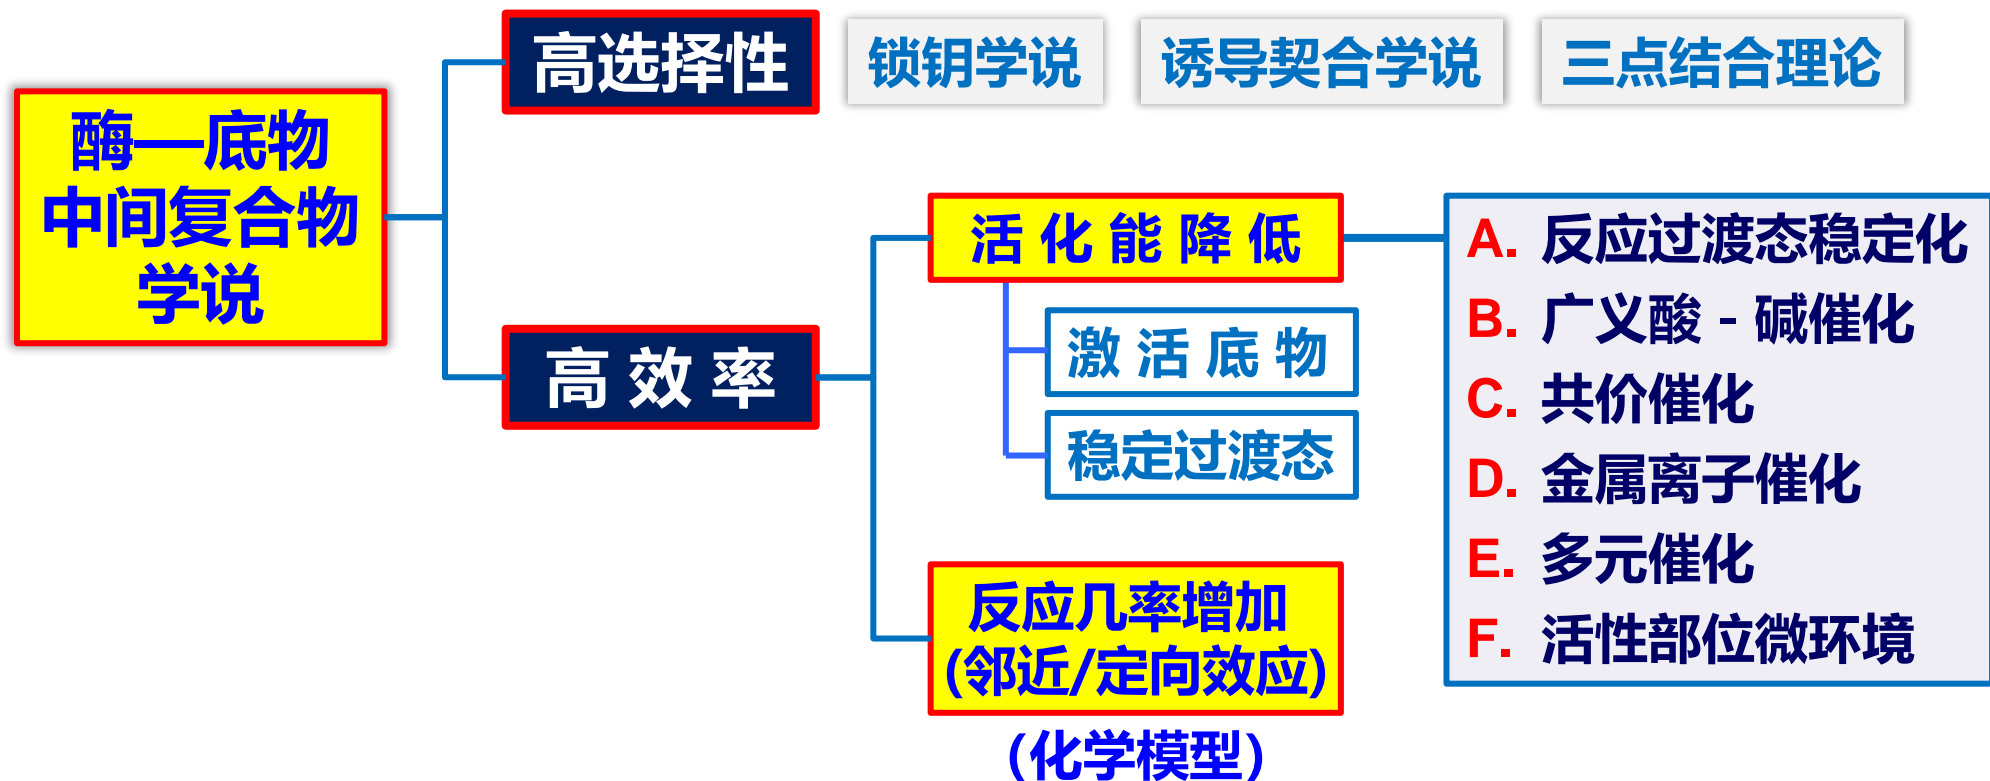 酶—底物
中间复合物
学说
高选择性
锁钥学说
诱导契合学说
三点结合理论
高效率
活化能降低
激活底物
稳定过渡态
反应几率增加
(邻近/定向效应)
(化学模型)
A. 反应过渡态稳定化
B. 广义酸 - 碱催化
C. 共价催化
D. 金属离子催化
E. 多元催化
F. 活性部位微环境